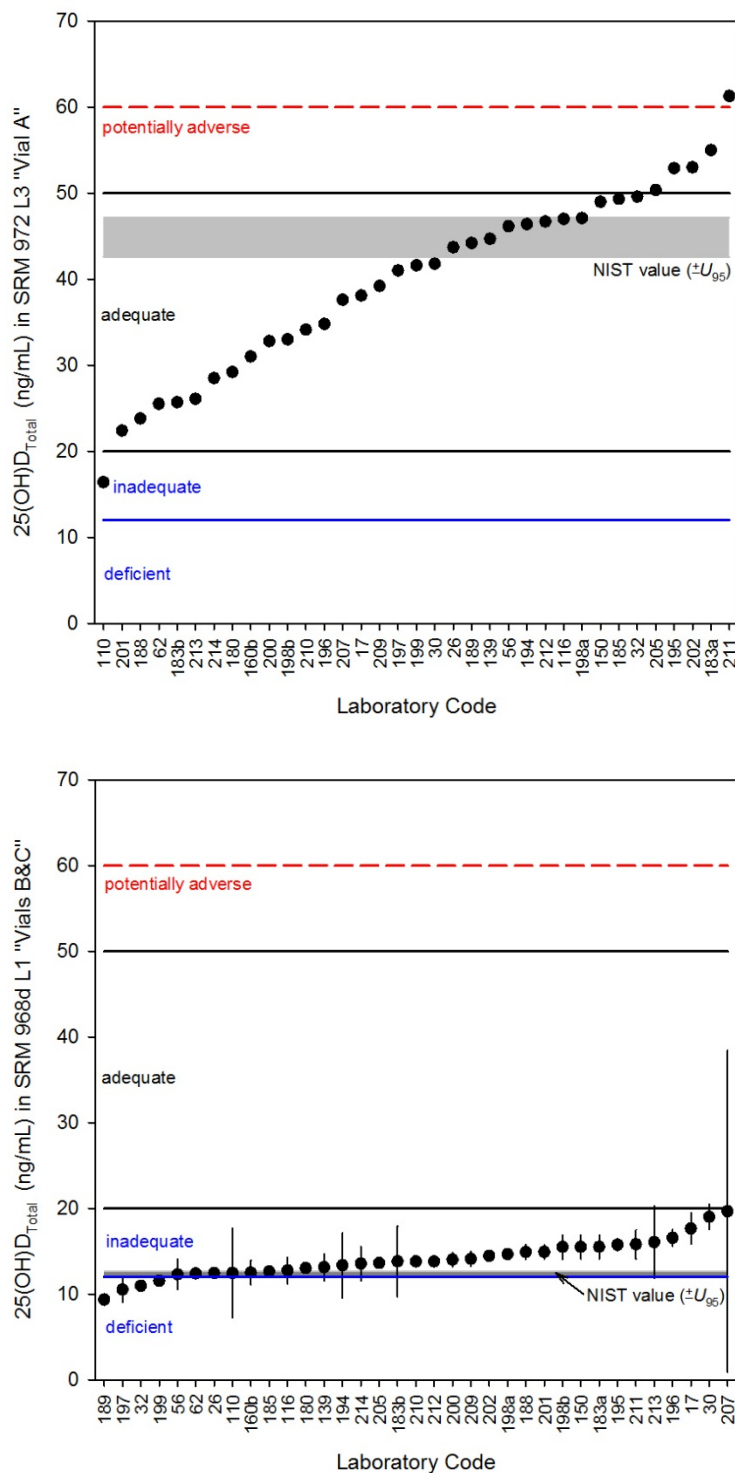 25(OH)D_Total (ng/mL) in SRM 972 L3 "Vial A"
70
60
50
40
30
20
10
0
potentially adverse
NIST value (±U95)
adequate
inadequate
deficient
110 201 188 62 183b 213 214 180 160b 200 198b 210 196 207 17 209 197 199 30 26 189 139 56 194 212 116 198a 150 185 32 205 195 202 183a 211
Laboratory Code
25(OH)D_Total (ng/mL) in SRM 968d L1 "Vials B&C"
70
60
50
40
30
20
10
0
potentially adverse
adequate
inadequate
NIST value (±U95)
deficient
189 197 32 199 56 62 26 110 160b 185 116 180 139 194 214 205 183b 210 212 200 209 202 198a 188 201 198b 150 183a 195 211 213 196 17 30 207
Laboratory Code